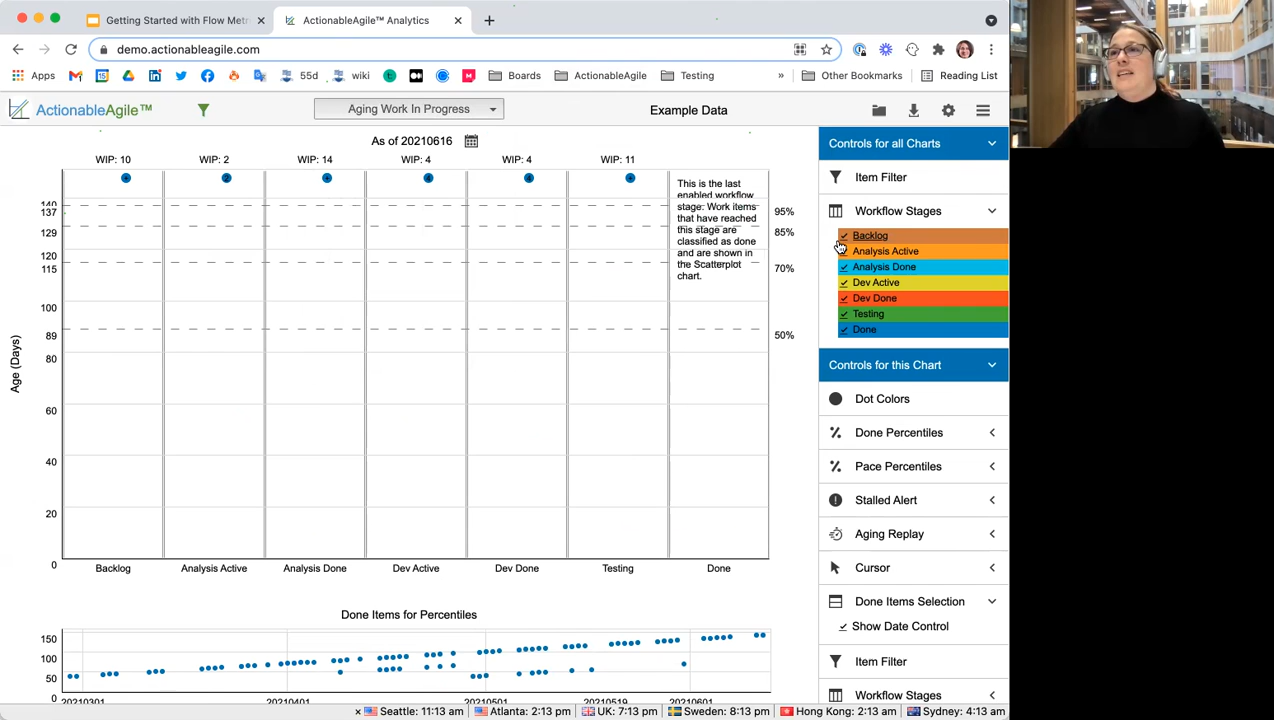 Getting Started with Flow Met
ActionableAgile™ Analytics
demo.actionableagile.com
Apps
55d
wiki
Boards
ActionableAgile
Testing
»
Other Bookmarks
Reading List
ActionableAgile™
Aging Work In Progress
Example Data
As of 20210616
WIP: 10
WIP: 2
WIP: 14
WIP: 4
WIP: 4
WIP: 11
+
2
+
4
4
+
This is the last
enabled workflow
stage. Work items
that have reached
this stage are
classified as done
and are shown in
the Scatterplot
chart.
140
137
129
120
115
100
89
80
60
40
20
0
Age (Days)
95%
85%
70%
50%
Backlog
Analysis Active
Analysis Done
Dev Active
Dev Done
Testing
Done
Done Items for Percentiles
150
100
50
0
20210301
20210401
20210501
20210519
20210601
Controls for all Charts
Item Filter
Workflow Stages
Backlog
Analysis Active
Analysis Done
Dev Active
Dev Done
Testing
Done
Controls for this Chart
Dot Colors
Done Percentiles
Pace Percentiles
Stalled Alert
Aging Replay
Cursor
Done Items Selection
Show Date Control
Item Filter
Workflow Stages
× Seattle: 11:13 am
Atlanta: 2:13 pm
UK: 7:13 pm
Sweden: 8:13 pm
Hong Kong: 2:13 am
Sydney: 4:13 am